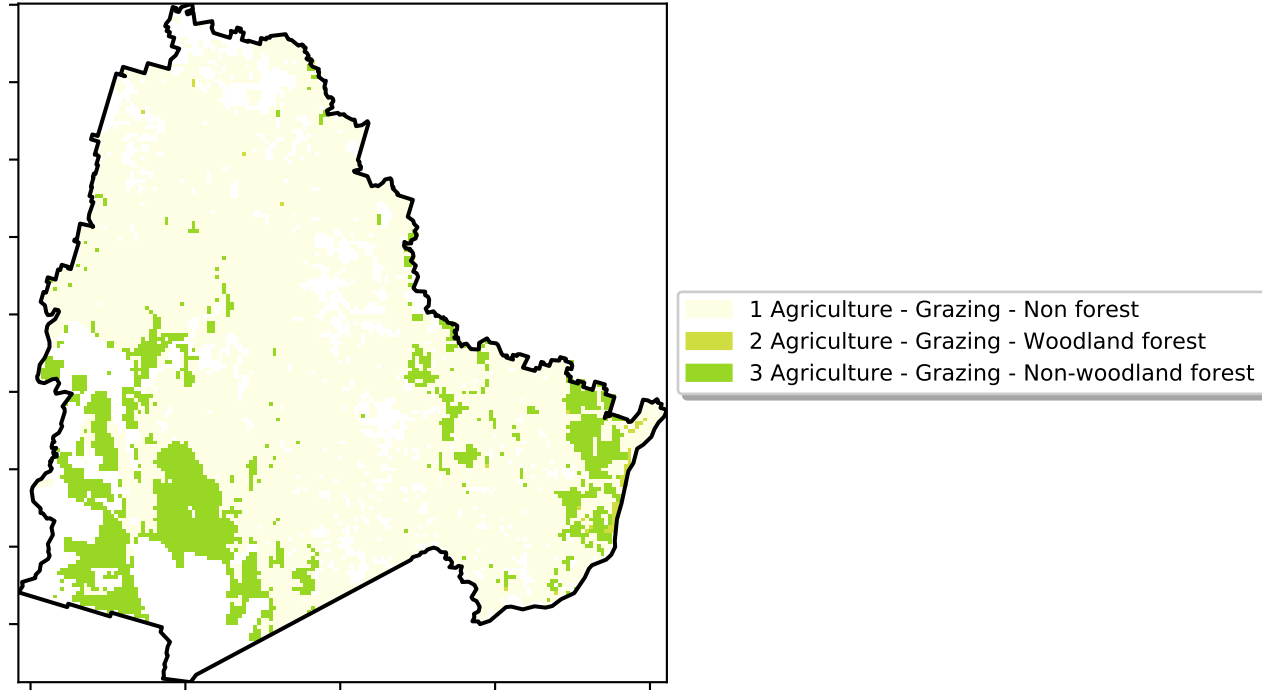 1 Agriculture - Grazing - Non forest
2 Agriculture - Grazing - Woodland forest
3 Agriculture - Grazing - Non-woodland forest